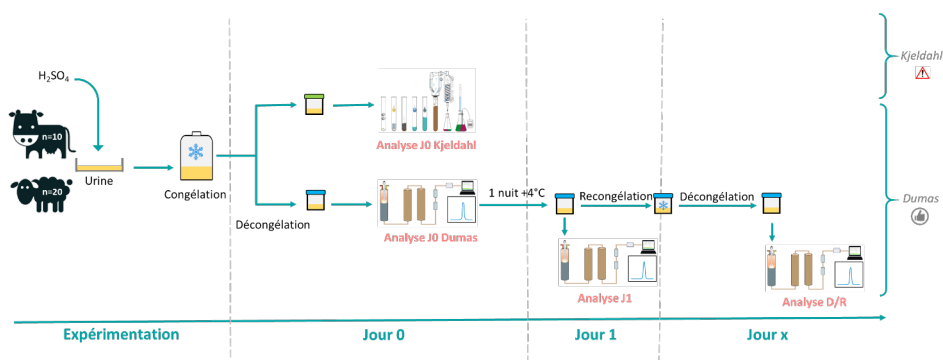 H₂SO₄
n=10
n=20
Urine
Congélation
Décongélation
Analyse J0 Kjeldahl
Analyse J0 Dumas
1 nuit +4°C
Recongélation
Décongélation
Analyse J1
Analyse D/R
Kjeldahl
Dumas
Expérimentation
Jour 0
Jour 1
Jour x